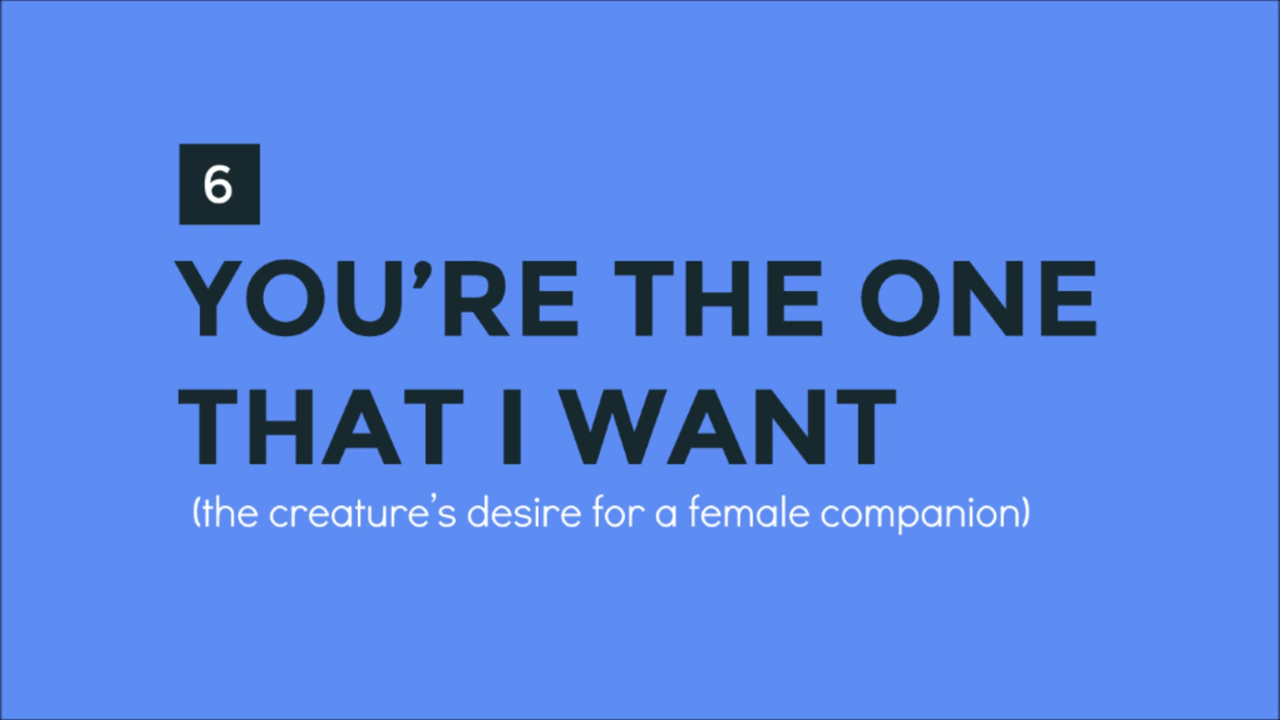 6
YOU’RE THE ONE
THAT I WANT
(the creature’s desire for a female companion)